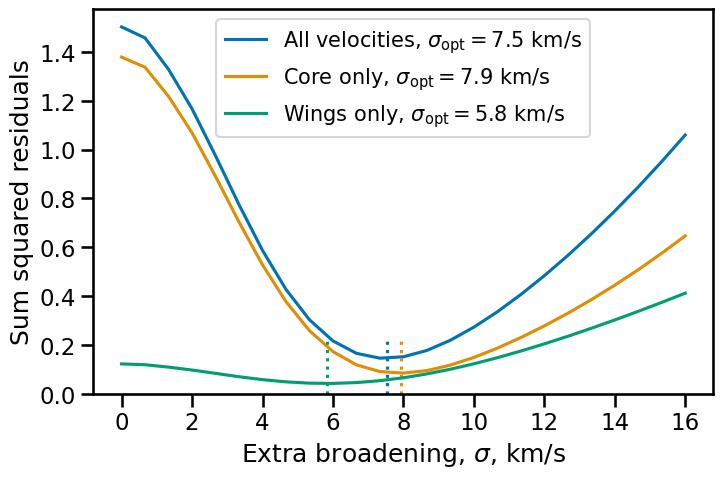 All velocities, σopt = 7.5 km/s
Core only, σopt = 7.9 km/s
Wings only, σopt = 5.8 km/s
Sum squared residuals
1.4
1.2
1.0
0.8
0.6
0.4
0.2
0.0
0 2 4 6 8 10 12 14 16
Extra broadening, σ, km/s